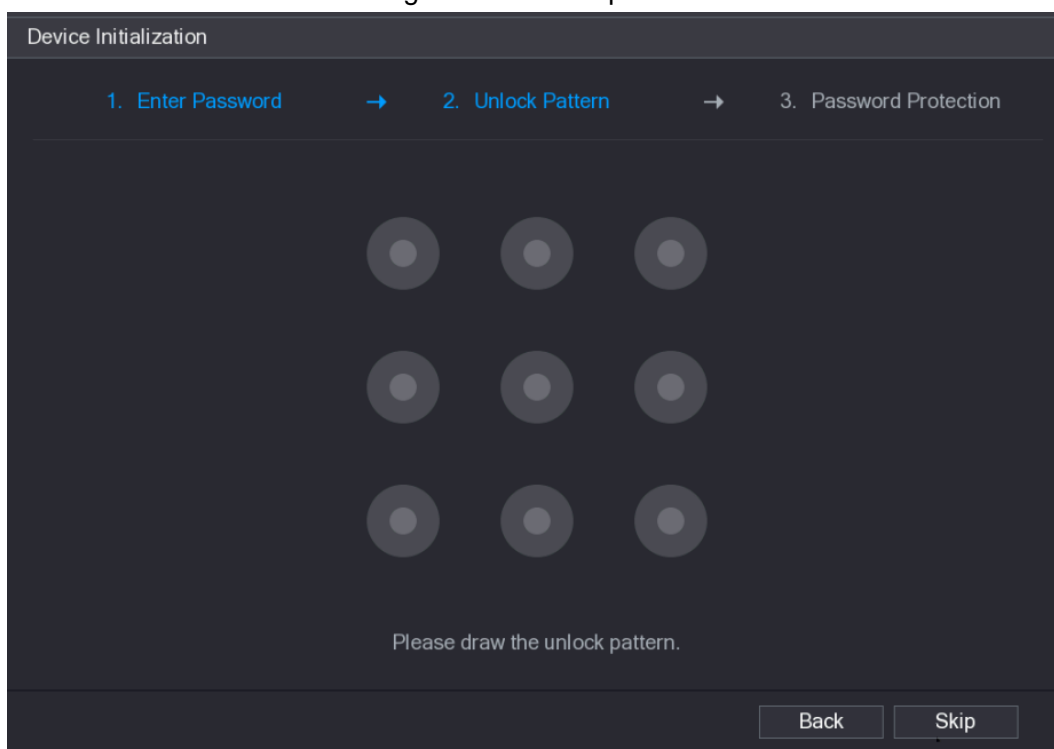 Device Initialization
1. Enter Password → 2. Unlock Pattern → 3. Password Protection
Please draw the unlock pattern.
Back Skip